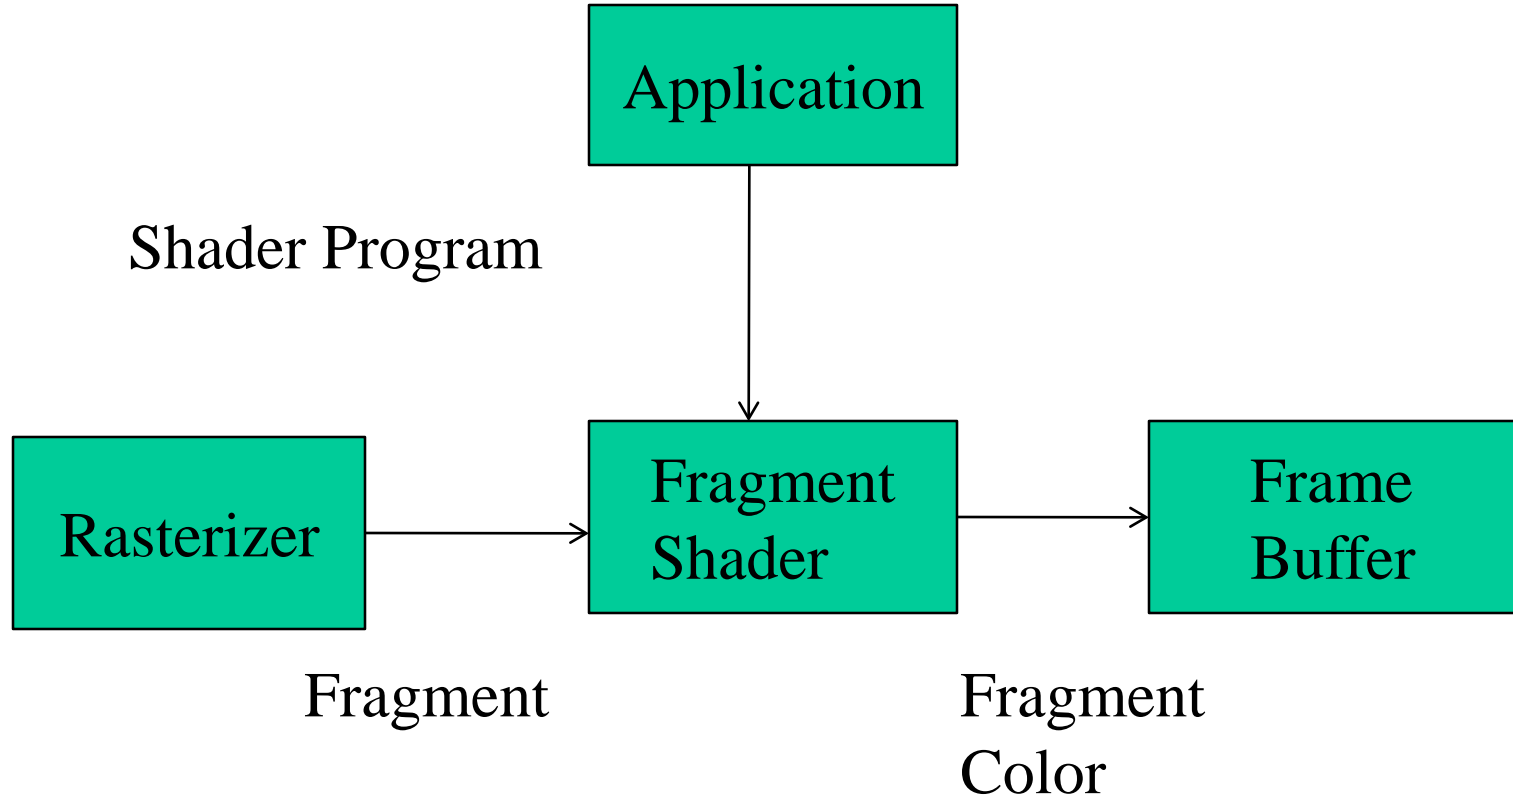 Application
Shader Program
Rasterizer
Fragment
Shader
Frame
Buffer
Fragment
Fragment
Color